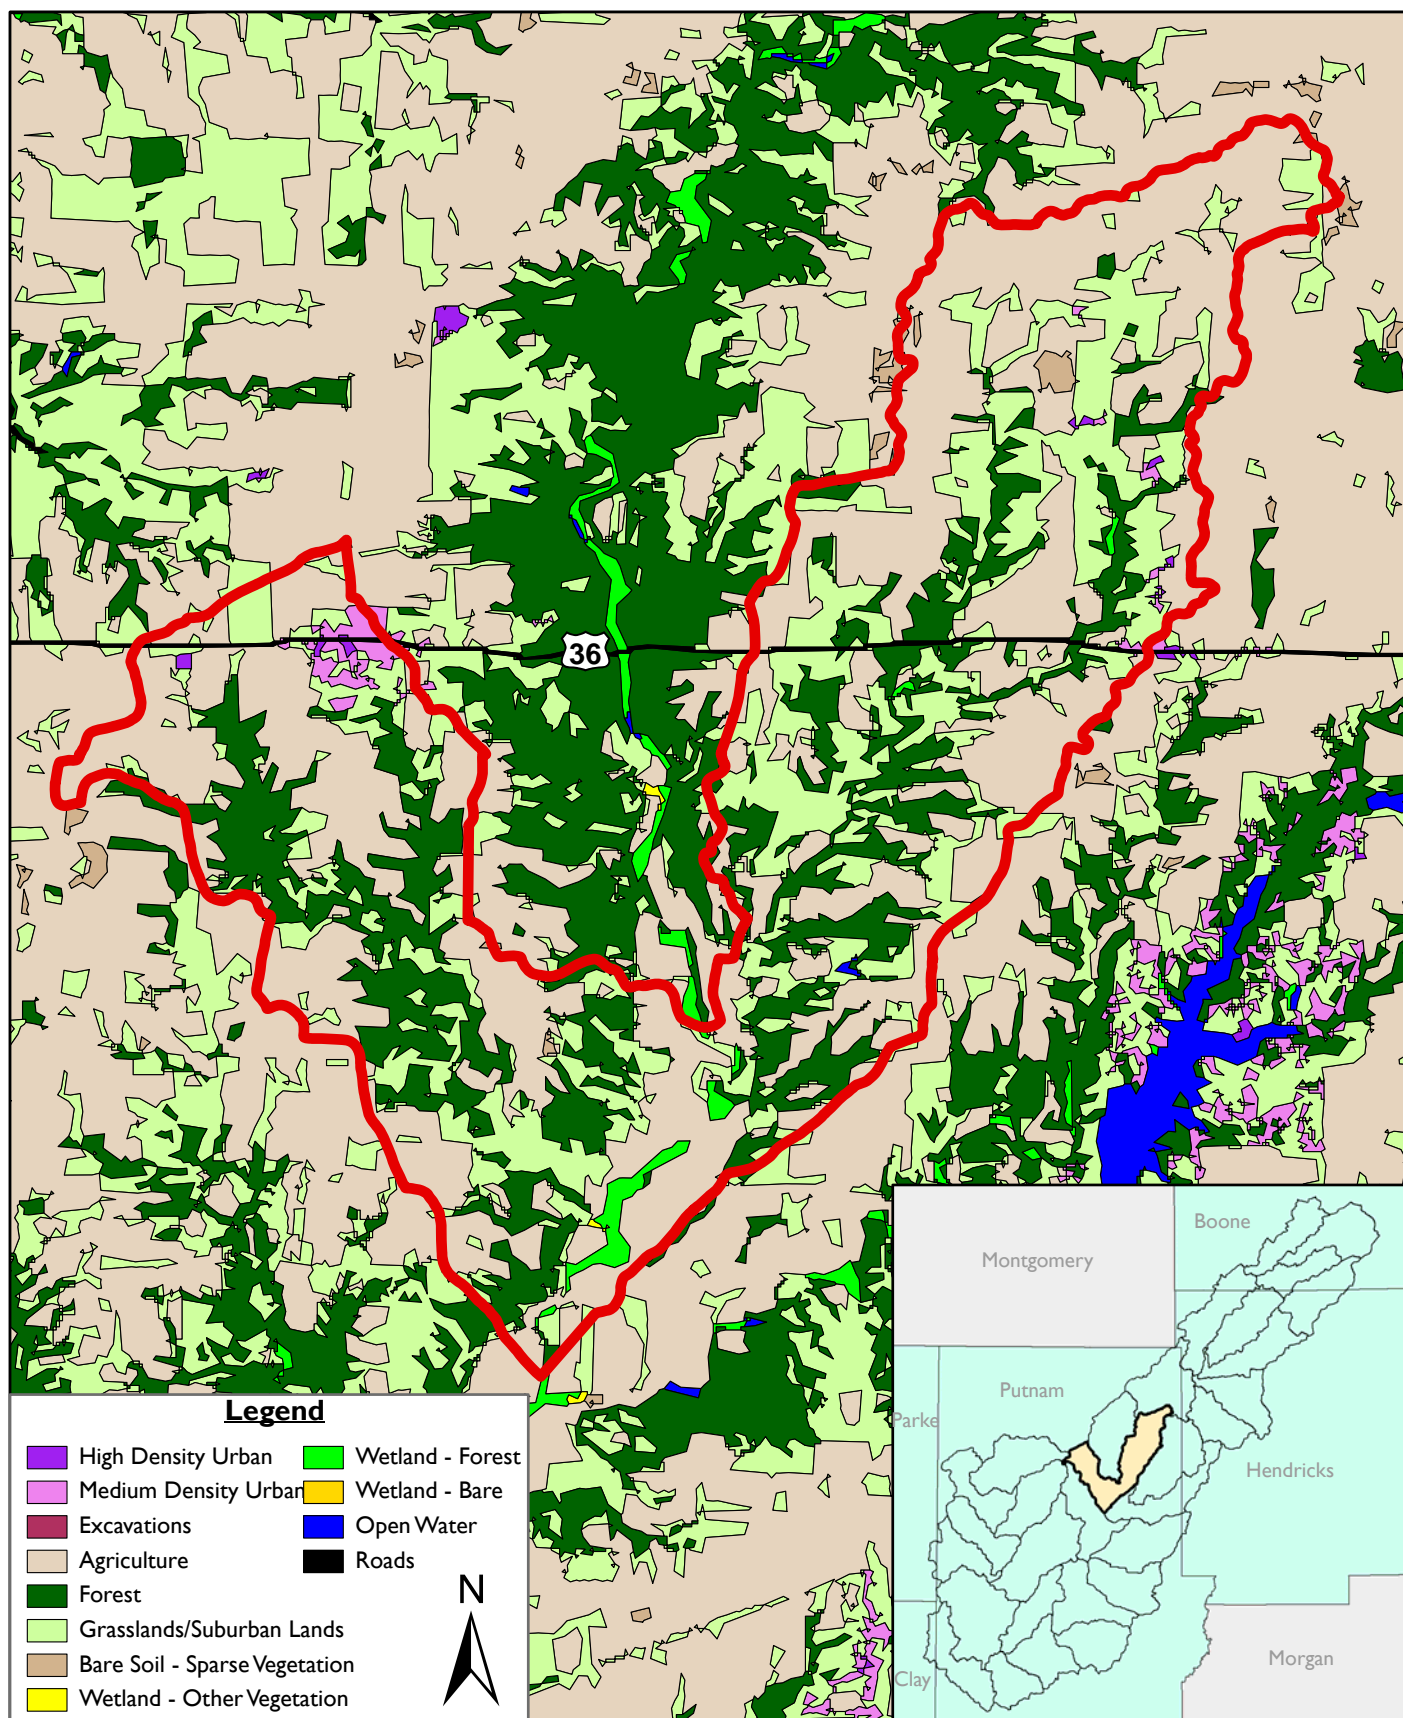 36
Boone
Montgomery
Putnam
Parke
Hendricks
Clay
Morgan
Legend
High Density Urban
Medium Density Urban
Excavations
Agriculture
Forest
Grasslands/Suburban Lands
Bare Soil - Sparse Vegetation
Wetland - Other Vegetation
Wetland - Forest
Wetland - Bare
Open Water
Roads
N